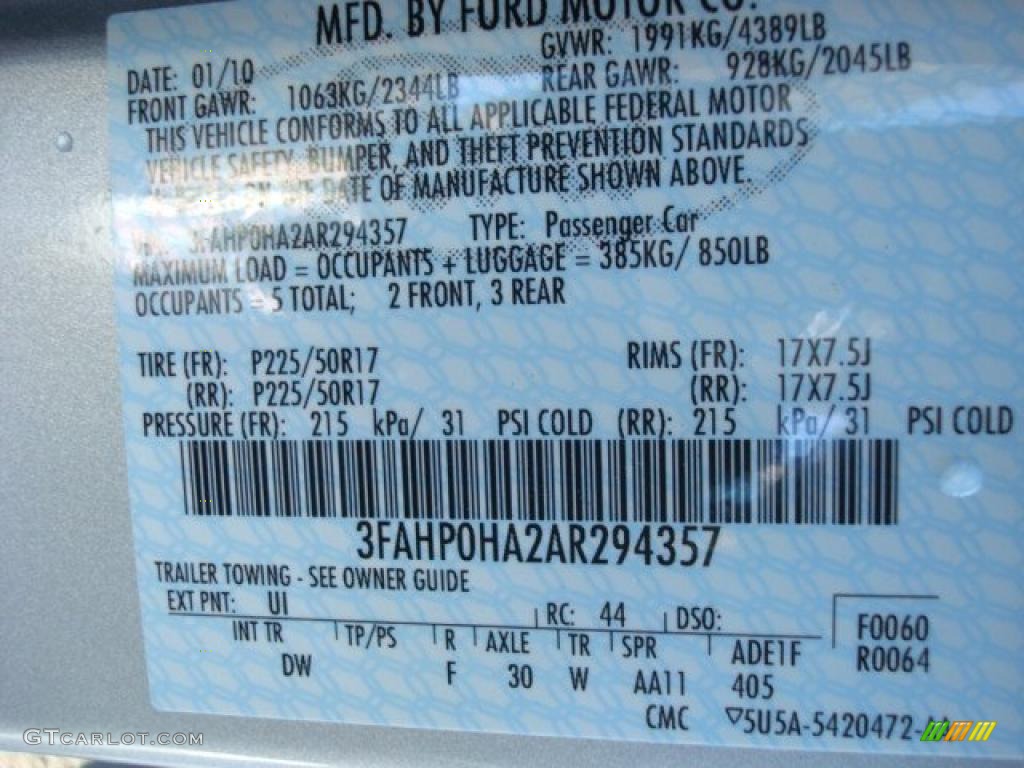 MFD. BY FORD MOTOR CO.
DATE: 01/10 GVWR: 1991KG/4389LB
FRONT GAWR: 1063KG/2344LB REAR GAWR: 928KG/2045LB
THIS VEHICLE CONFORMS TO ALL APPLICABLE FEDERAL MOTOR
VEHICLE SAFETY, BUMPER, AND THEFT PREVENTION STANDARDS
IN EFFECT ON THE DATE OF MANUFACTURE SHOWN ABOVE.
3FAHP0HA2AR294357 TYPE: Passenger Car
MAXIMUM LOAD = OCCUPANTS + LUGGAGE = 385KG/ 850LB
OCCUPANTS = 5 TOTAL; 2 FRONT, 3 REAR
TIRE (FR): P225/50R17 RIMS (FR): 17X7.5J
(RR): P225/50R17 (RR): 17X7.5J
PRESSURE (FR): 215 kPa/ 31 PSI COLD (RR): 215 kPa/ 31 PSI COLD
3FAHP0HA2AR294357
TRAILER TOWING - SEE OWNER GUIDE
EXT PNT: UI RC: 44 DSO: F0060
INT TR TP/PS R AXLE TR SPR ADE1F R0064
DW F 30 W AA11 405
CMC ▽5U5A-5420472-
GTCARLOT.COM